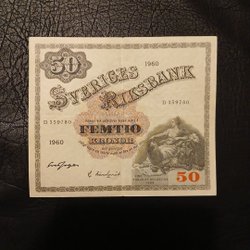 50
1960
SVERIGES
RIKSBANK
D 359780
D 359780
FEMTIO
KRONOR
1960
50